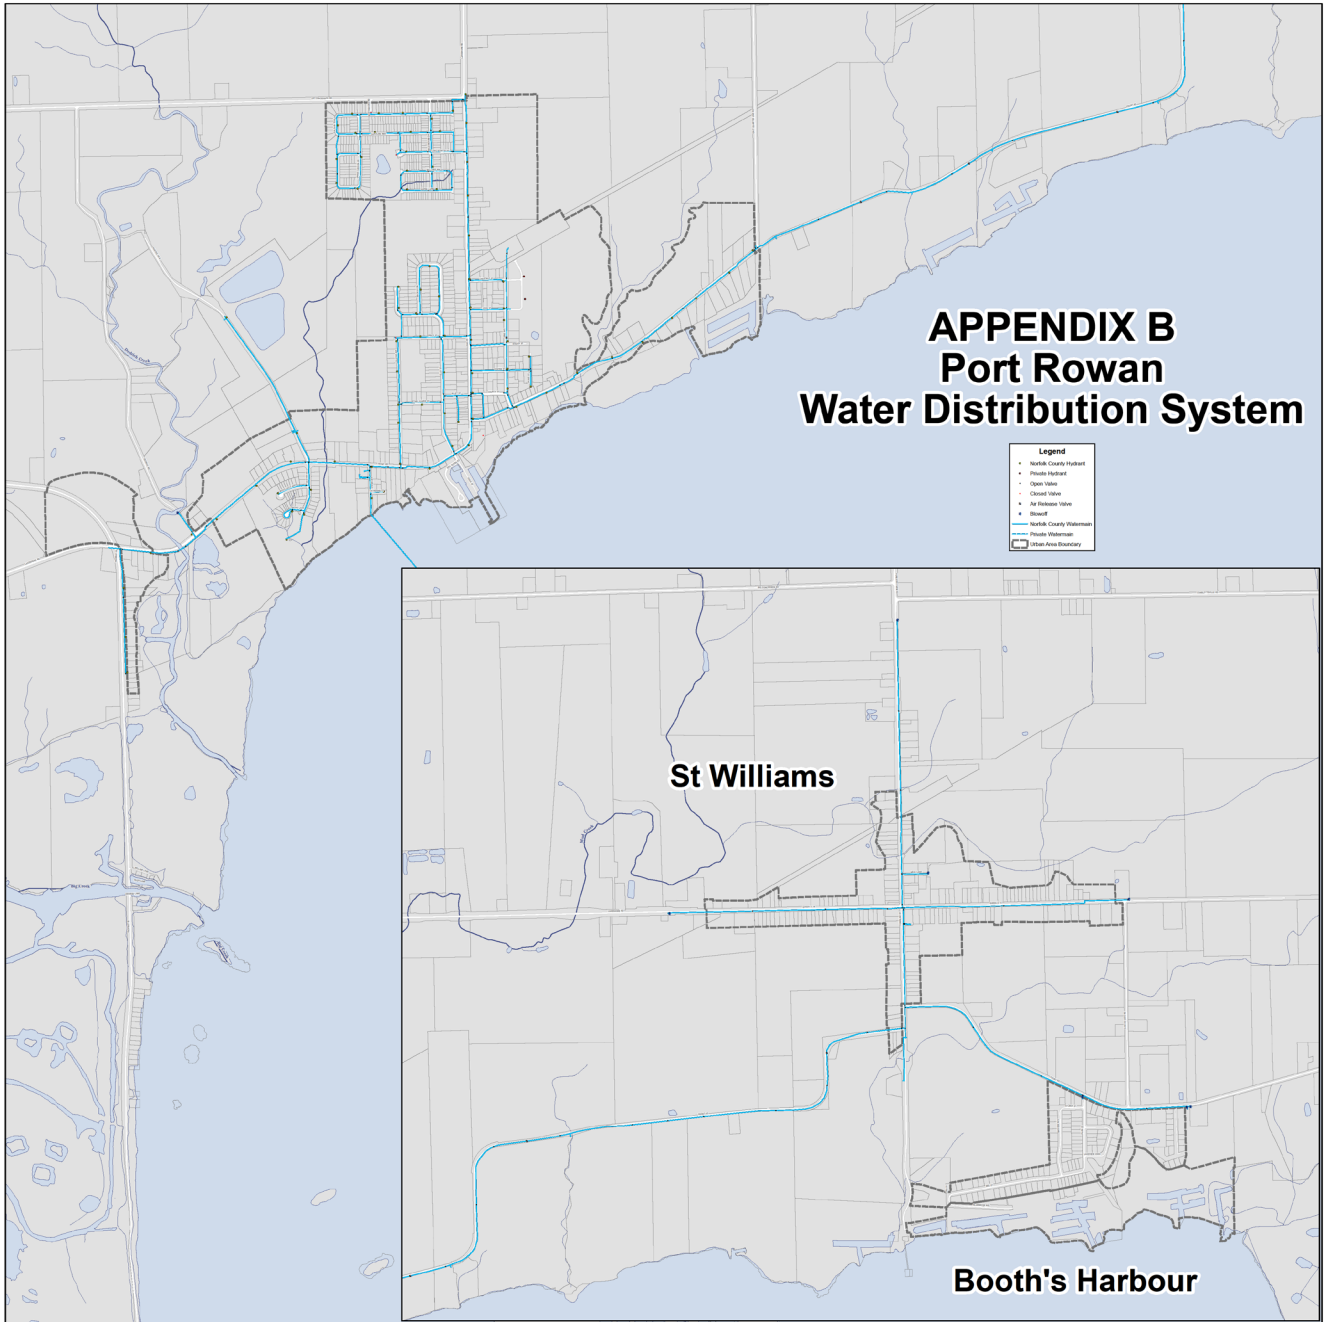 APPENDIX B
Port Rowan
Water Distribution System
Legend
Norfolk County Hydrant
Private Hydrant
Open Valve
Closed Valve
Air Release Valve
Blowoff
Norfolk County Watermain
Private Watermain
Urban Area Boundary
St Williams
Booth's Harbour